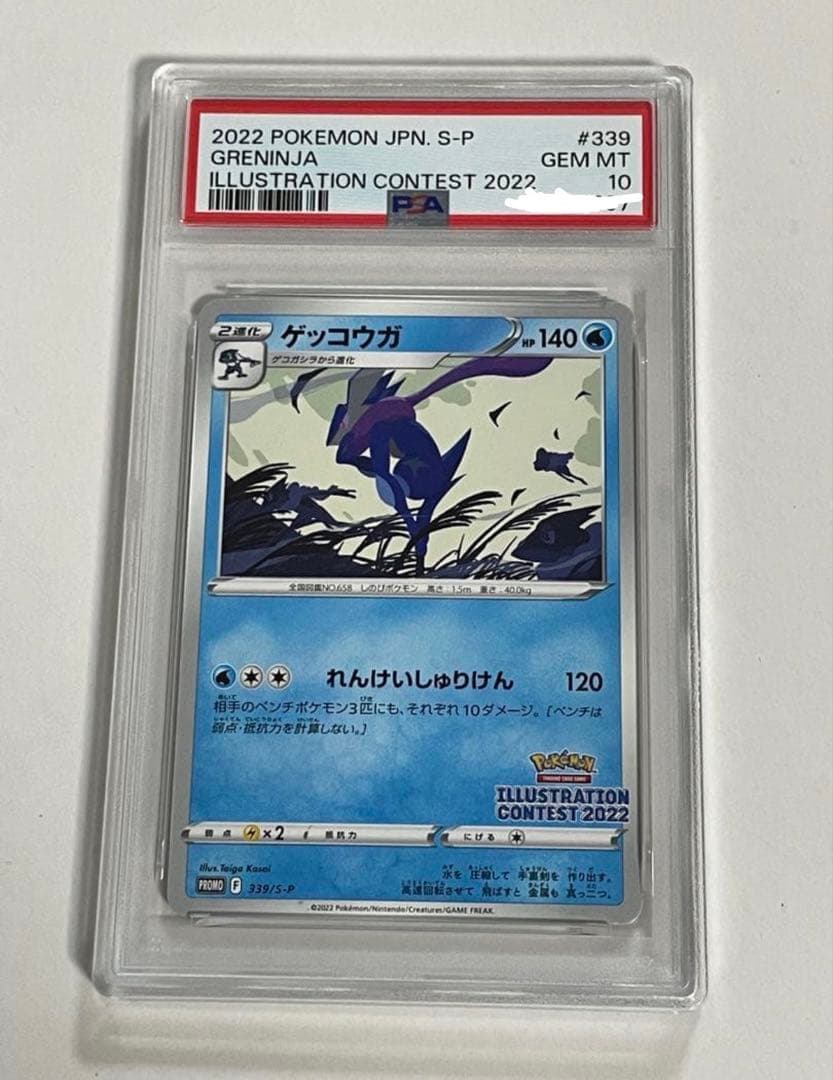 2022 POKEMON JPN. S-P #339
GRENINJA GEM MT
ILLUSTRATION CONTEST 2022 10
PSA
2進化 ゲッコウガ HP 140
ゲコガシラから進化
全国図鑑NO.658 しのびポケモン 高さ:1.5m 重さ:40.0kg
れんけいしゅりけん 120
相手のベンチポケモン3匹にも、それぞれ10ダメージ。[ベンチは
弱点・抵抗力を計算しない。]
Pokémon
TRADING CARD GAME
ILLUSTRATION
CONTEST 2022
弱点 ×2 抵抗力 にげる
Illus. Taiga Kasai
水を圧縮して手裏剣を作り出す。
高速回転させて飛ばすと金属も真っ二つ。
PROMO F 339/S-P
©2022 Pokémon/Nintendo/Creatures/GAME FREAK.